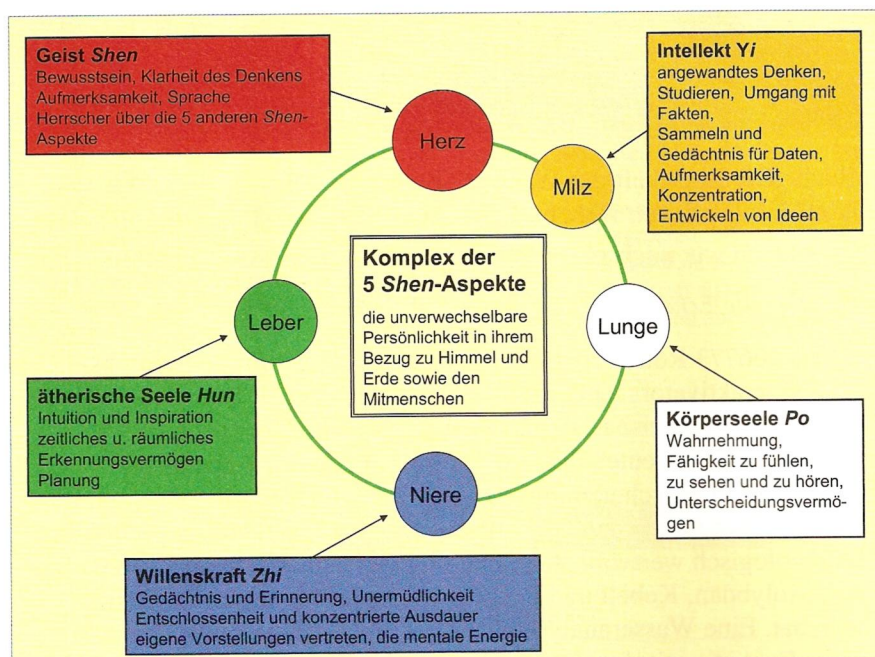 Geist Shen
Bewusstsein, Klarheit des Denkens
Aufmerksamkeit, Sprache
Herrscher über die 5 anderen Shen-
Aspekte
Intellekt Yi
angewandtes Denken,
Studieren, Umgang mit
Fakten,
Sammeln und
Gedächtnis für Daten,
Aufmerksamkeit,
Konzentration,
Entwickeln von Ideen
Herz
Milz
Komplex der
5 Shen-Aspekte
die unverwechselbare
Persönlichkeit in ihrem
Bezug zu Himmel und
Erde sowie den
Mitmenschen
Leber
Lunge
ätherische Seele Hun
Intuition und Inspiration
zeitliches u. räumliches
Erkennungsvermögen
Planung
Körperseele Po
Wahrnehmung,
Fähigkeit zu fühlen,
zu sehen und zu hören,
Unterscheidungsvermö-
gen
Niere
Willenskraft Zhi
Gedächtnis und Erinnerung, Unermüdlichkeit
Entschlossenheit und konzentrierte Ausdauer
eigene Vorstellungen vertreten, die mentale Energie